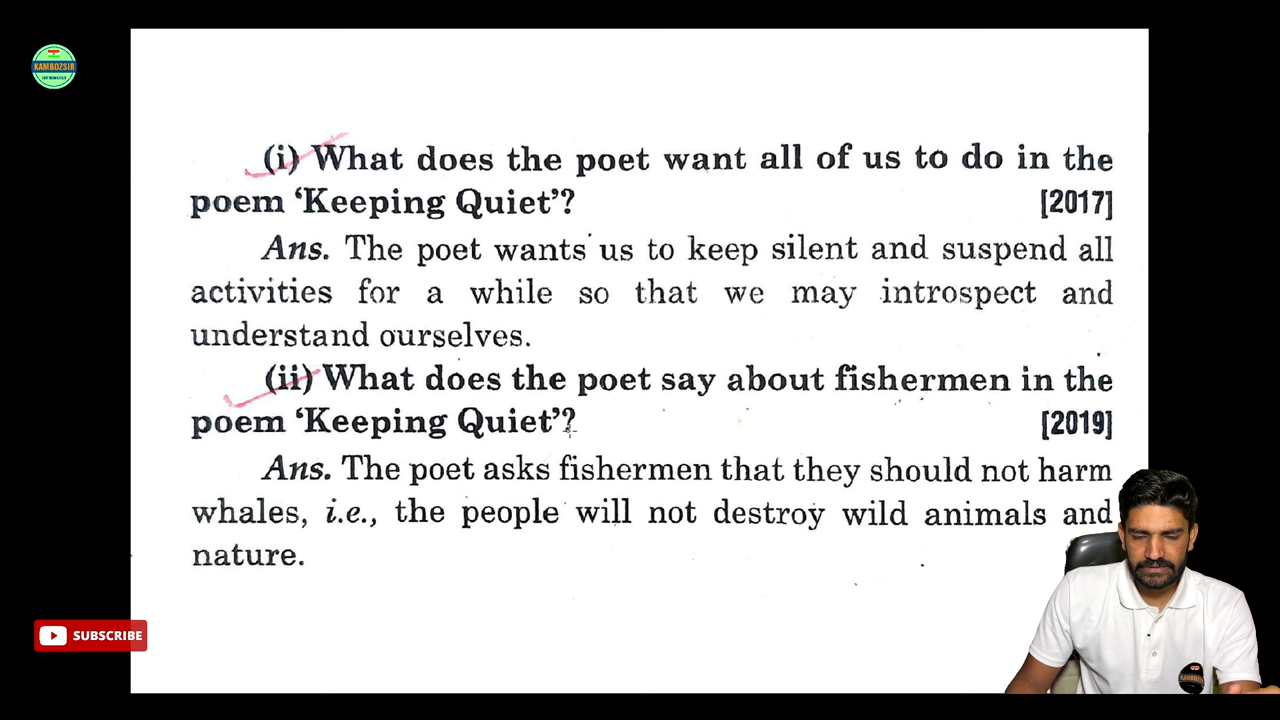 KAMBOZSIR
(i) What does the poet want all of us to do in the
poem ‘Keeping Quiet’? [2017]
Ans. The poet wants us to keep silent and suspend all
activities for a while so that we may introspect and
understand ourselves.
(ii) What does the poet say about fishermen in the
poem ‘Keeping Quiet’? [2019]
Ans. The poet asks fishermen that they should not harm
whales, i.e., the people will not destroy wild animals and
nature.
SUBSCRIBE
KAMBOZSIR